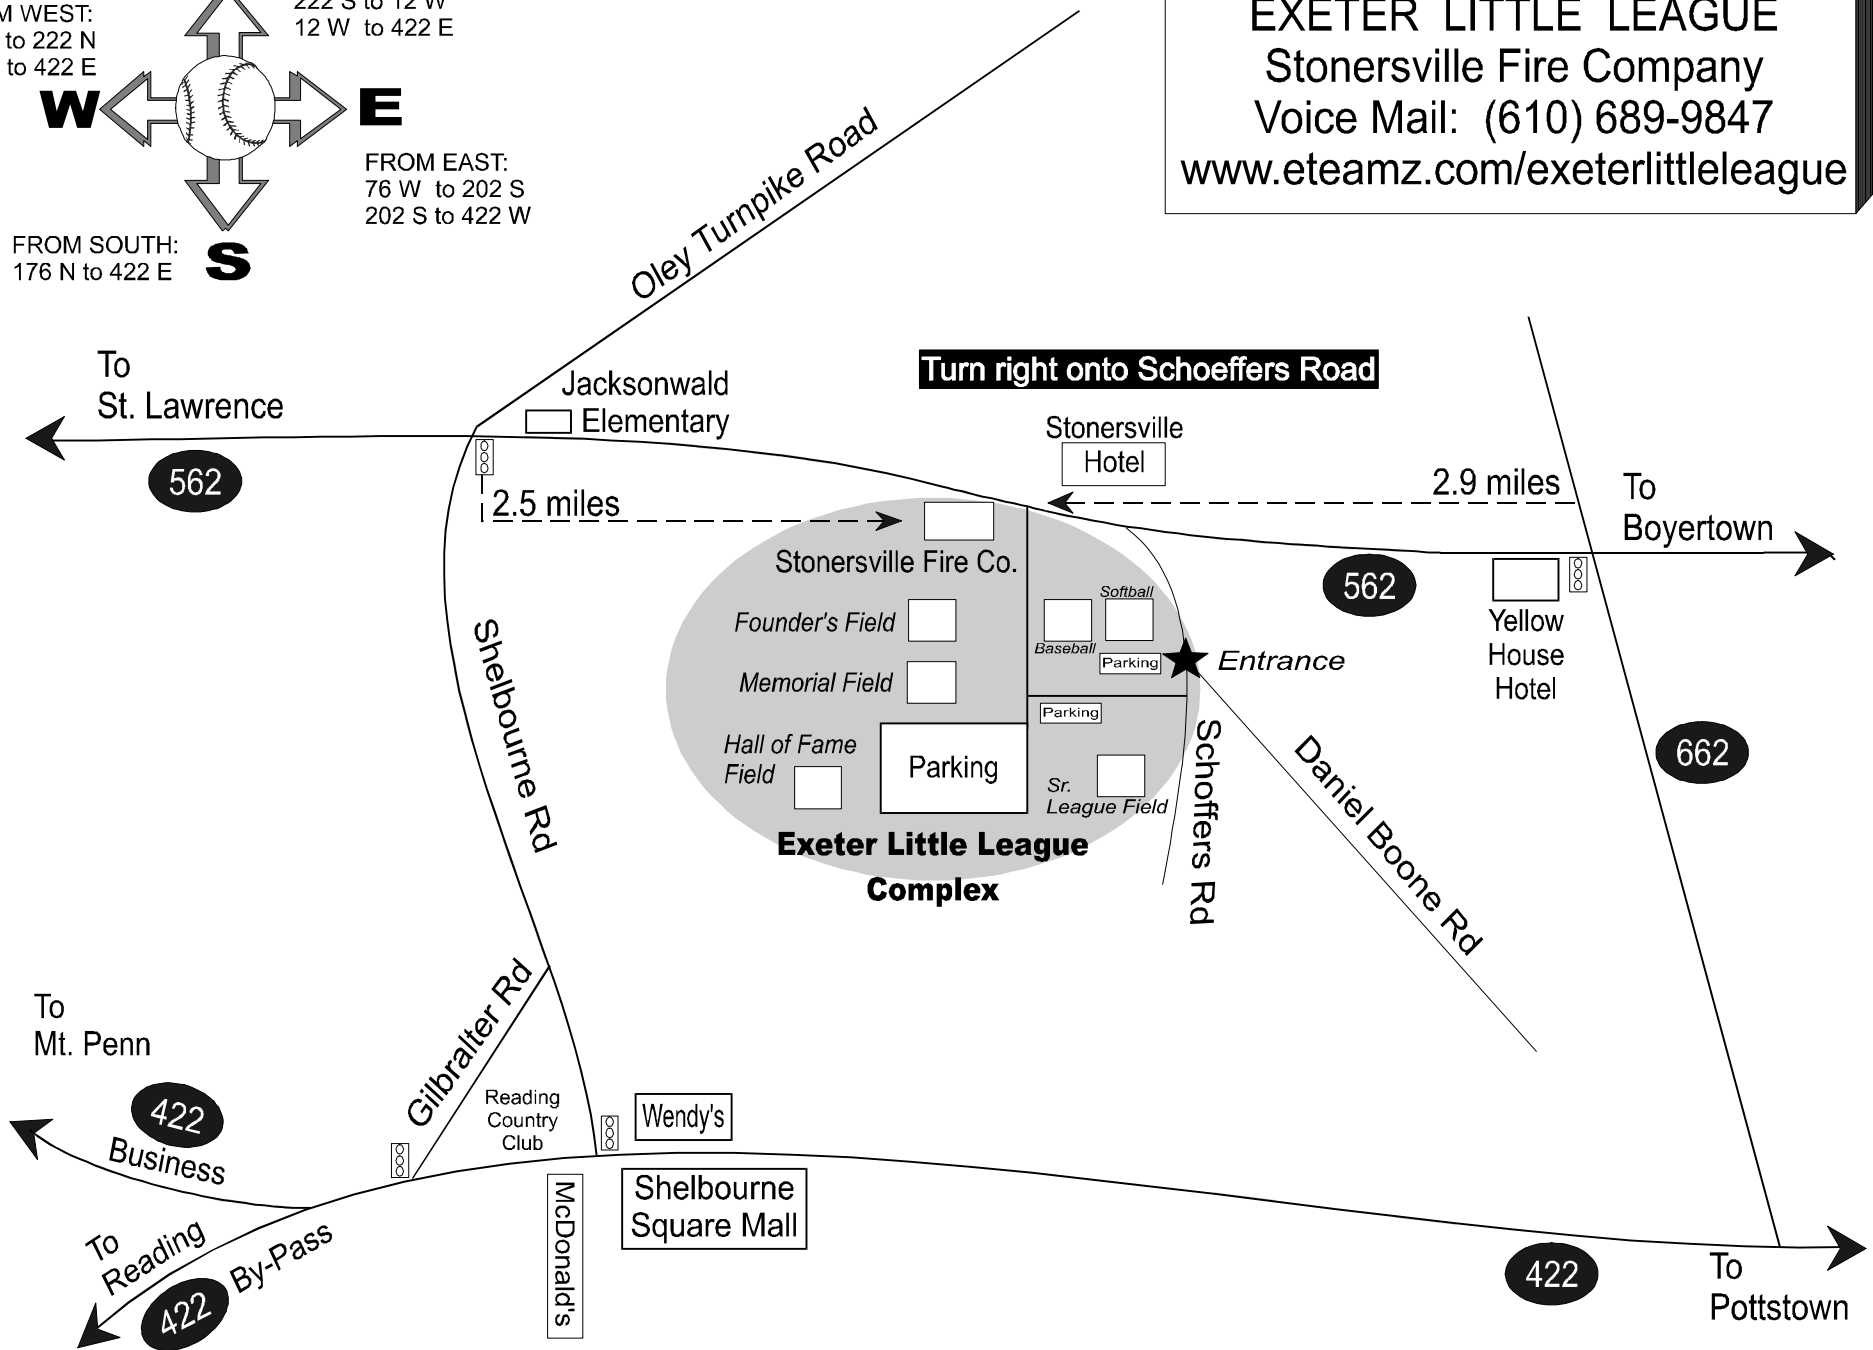 M WEST:
to 222 N
to 422 E
222 S to 12 W
12 W to 422 E
W
E
FROM EAST:
76 W to 202 S
202 S to 422 W
FROM SOUTH:
176 N to 422 E
S
EXETER LITTLE LEAGUE
Stonersville Fire Company
Voice Mail: (610) 689-9847
www.eteamz.com/exeterlittleleague
Oley Turnpike Road
To
St. Lawrence
562
Jacksonwald
Elementary
Turn right onto Schoeffers Road
Stonersville
Hotel
2.5 miles
2.9 miles
To
Boyertown
562
Yellow
House
Hotel
662
Stonersville Fire Co.
Founder's Field
Memorial Field
Hall of Fame
Field
Parking
Softball
Baseball
Parking
Entrance
Parking
Sr.
League Field
Exeter Little League
Complex
Shelbourne Rd
Schoffers Rd
Daniel Boone Rd
Gilbralter Rd
To
Mt. Penn
422
Business
To
Reading
422
By-Pass
Reading
Country
Club
Wendy's
McDonald's
Shelbourne
Square Mall
422
To
Pottstown